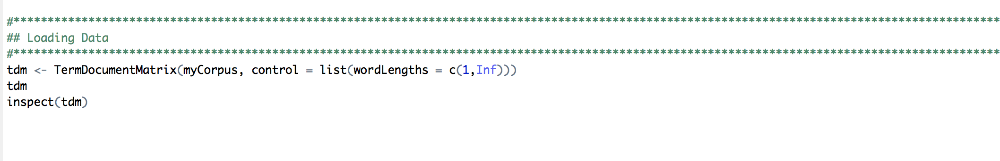 #*************************************************************************************************************************************************
## Loading Data
#*************************************************************************************************************************************************
tdm <- TermDocumentMatrix(myCorpus, control = list(wordLengths = c(1,Inf)))
tdm
inspect(tdm)